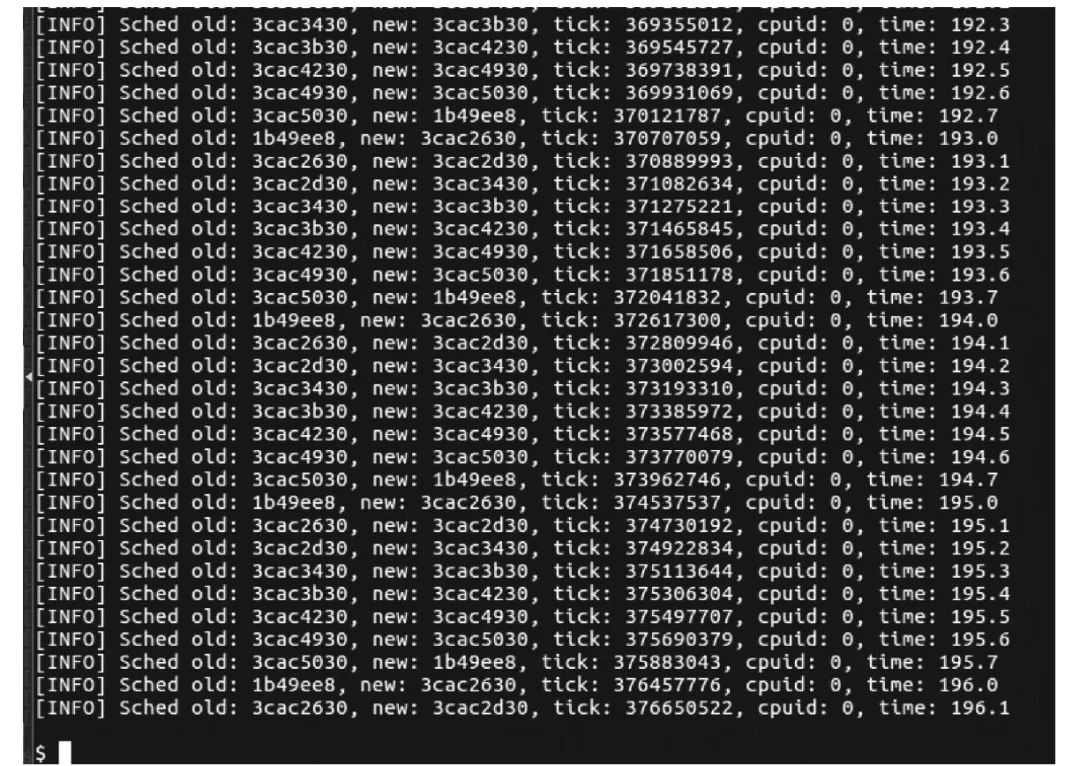 [INFO] Sched old: 3cac3430, new: 3cac3b30, tick: 369355012, cpuid: 0, time: 192.3
[INFO] Sched old: 3cac3b30, new: 3cac4230, tick: 369545727, cpuid: 0, time: 192.4
[INFO] Sched old: 3cac4230, new: 3cac4930, tick: 369738391, cpuid: 0, time: 192.5
[INFO] Sched old: 3cac4930, new: 3cac5030, tick: 369931069, cpuid: 0, time: 192.6
[INFO] Sched old: 3cac5030, new: 1b49ee8, tick: 370121787, cpuid: 0, time: 192.7
[INFO] Sched old: 1b49ee8, new: 3cac2630, tick: 370707059, cpuid: 0, time: 193.0
[INFO] Sched old: 3cac2630, new: 3cac2d30, tick: 370889993, cpuid: 0, time: 193.1
[INFO] Sched old: 3cac2d30, new: 3cac3430, tick: 371082634, cpuid: 0, time: 193.2
[INFO] Sched old: 3cac3430, new: 3cac3b30, tick: 371275221, cpuid: 0, time: 193.3
[INFO] Sched old: 3cac3b30, new: 3cac4230, tick: 371465845, cpuid: 0, time: 193.4
[INFO] Sched old: 3cac4230, new: 3cac4930, tick: 371658506, cpuid: 0, time: 193.5
[INFO] Sched old: 3cac4930, new: 3cac5030, tick: 371851178, cpuid: 0, time: 193.6
[INFO] Sched old: 3cac5030, new: 1b49ee8, tick: 372041832, cpuid: 0, time: 193.7
[INFO] Sched old: 1b49ee8, new: 3cac2630, tick: 372617300, cpuid: 0, time: 194.0
[INFO] Sched old: 3cac2630, new: 3cac2d30, tick: 372809946, cpuid: 0, time: 194.1
[INFO] Sched old: 3cac2d30, new: 3cac3430, tick: 373002594, cpuid: 0, time: 194.2
[INFO] Sched old: 3cac3430, new: 3cac3b30, tick: 373193310, cpuid: 0, time: 194.3
[INFO] Sched old: 3cac3b30, new: 3cac4230, tick: 373385972, cpuid: 0, time: 194.4
[INFO] Sched old: 3cac4230, new: 3cac4930, tick: 373577468, cpuid: 0, time: 194.5
[INFO] Sched old: 3cac4930, new: 3cac5030, tick: 373770079, cpuid: 0, time: 194.6
[INFO] Sched old: 3cac5030, new: 1b49ee8, tick: 373962746, cpuid: 0, time: 194.7
[INFO] Sched old: 1b49ee8, new: 3cac2630, tick: 374537537, cpuid: 0, time: 195.0
[INFO] Sched old: 3cac2630, new: 3cac2d30, tick: 374730192, cpuid: 0, time: 195.1
[INFO] Sched old: 3cac2d30, new: 3cac3430, tick: 374922834, cpuid: 0, time: 195.2
[INFO] Sched old: 3cac3430, new: 3cac3b30, tick: 375113644, cpuid: 0, time: 195.3
[INFO] Sched old: 3cac3b30, new: 3cac4230, tick: 375306304, cpuid: 0, time: 195.4
[INFO] Sched old: 3cac4230, new: 3cac4930, tick: 375497707, cpuid: 0, time: 195.5
[INFO] Sched old: 3cac4930, new: 3cac5030, tick: 375690379, cpuid: 0, time: 195.6
[INFO] Sched old: 3cac5030, new: 1b49ee8, tick: 375883043, cpuid: 0, time: 195.7
[INFO] Sched old: 1b49ee8, new: 3cac2630, tick: 376457776, cpuid: 0, time: 196.0
[INFO] Sched old: 3cac2630, new: 3cac2d30, tick: 376650522, cpuid: 0, time: 196.1
$